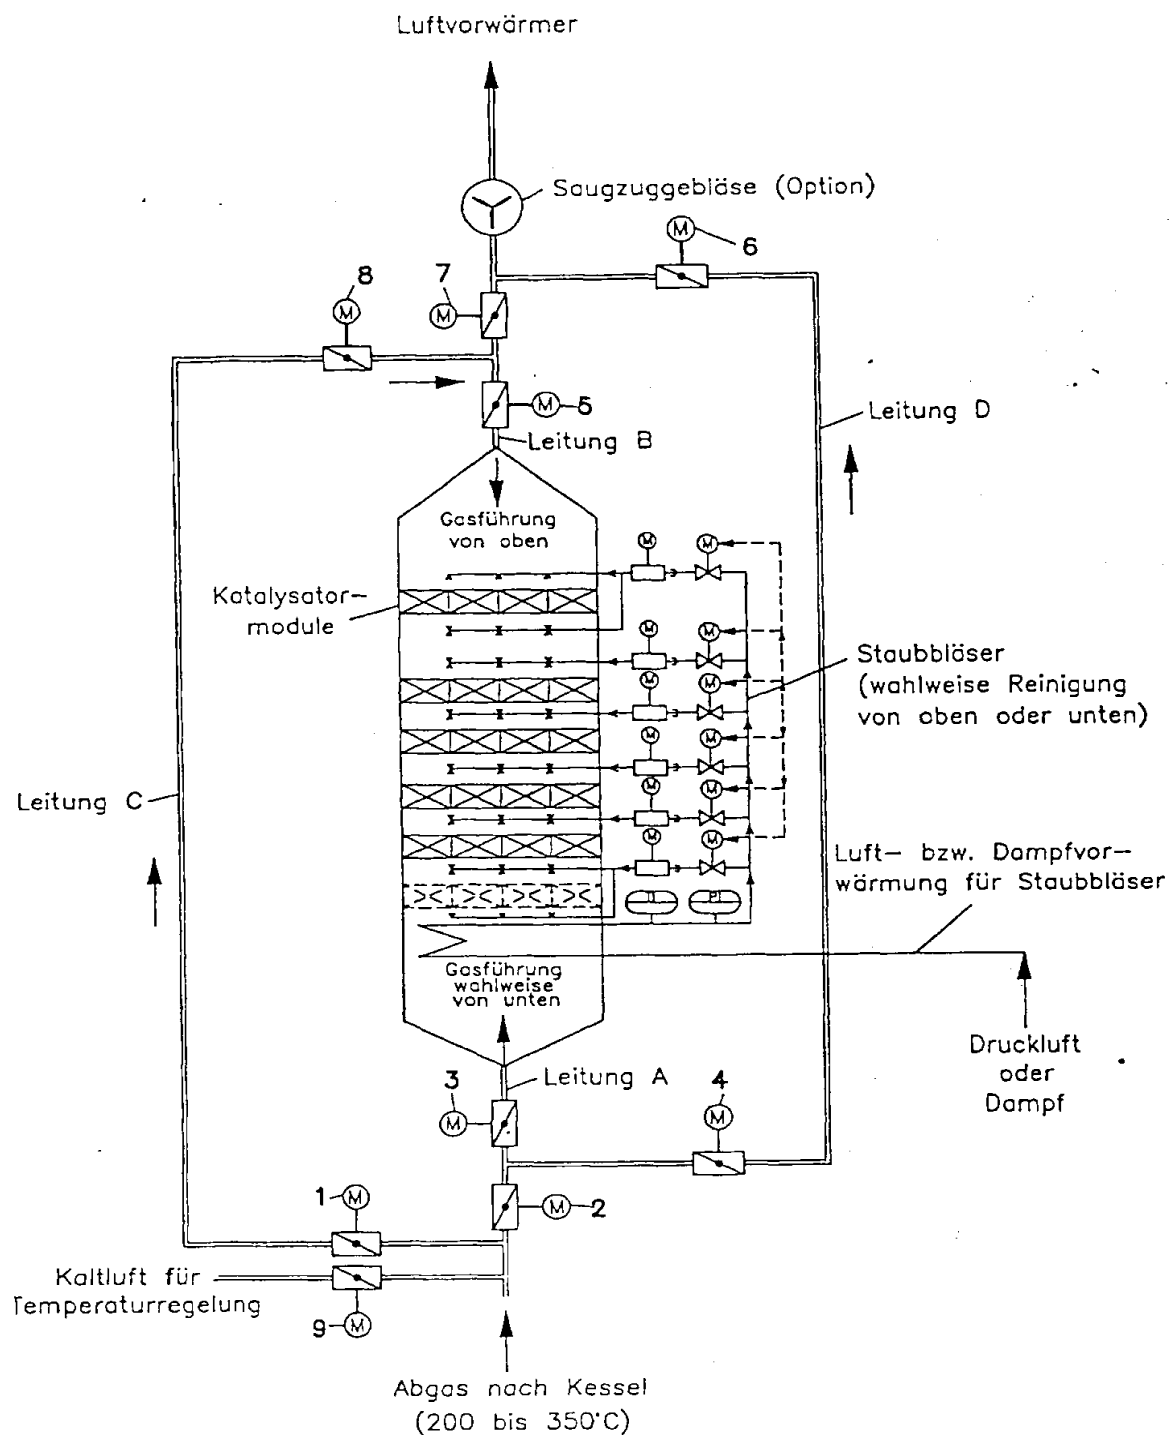 Luftvorwärmer
Saugzuggebläse (Option)
M
6
7
8
M
M
M
5
Leitung D
Leitung B
Gasführung
von oben
M
M
Katalysator-
module
M
M
Staubbläser
(wahlweise Reinigung
von oben oder unten)
M
M
M
M
Leitung C
M
M
M
M
Luft- bzw. Dampfvor-
wärmung für Staubbläser
Gasführung
wahlweise
von unten
Druckluft
oder
Dampf
Leitung A
3
4
M
M
1
M
M
2
Kaltluft für
Temperaturregelung
9
M
Abgas nach Kessel
(200 bis 350°C)